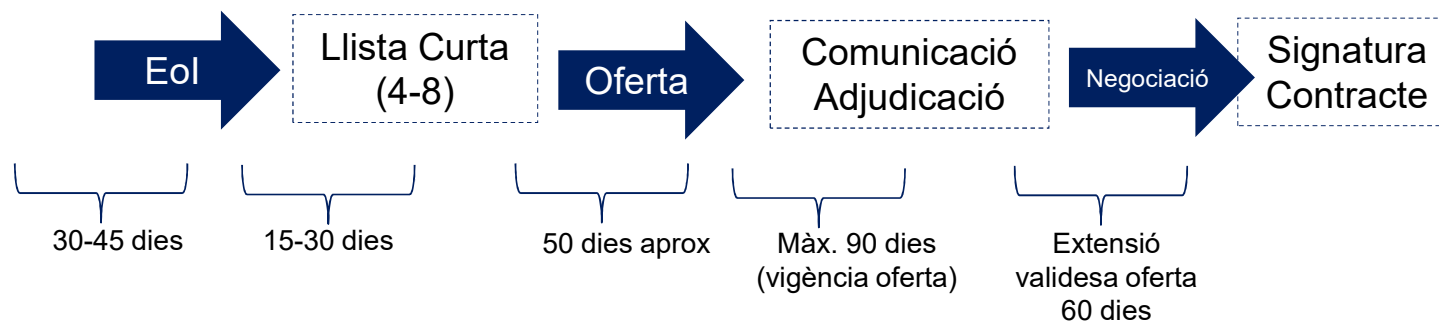 EoI
Llista Curta
(4-8)
Oferta
Comunicació
Adjudicació
Negociació
Signatura
Contracte
30-45 dies
15-30 dies
50 dies aprox
Màx. 90 dies
(vigència oferta)
Extensió
validesa oferta
60 dies